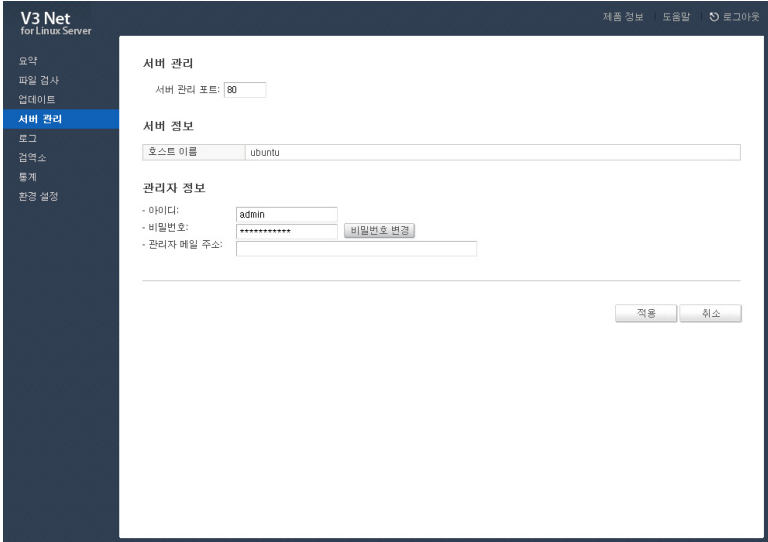 V3 Net
for Linux Server
제품 정보 도움말 로그아웃
요약
파일 검사
업데이트
서버 관리
로그
검역소
통계
환경 설정
서버 관리
서버 관리 포트: 80
서버 정보
호스트 이름 ubuntu
관리자 정보
- 아이디: admin
- 비밀번호: *********** 비밀번호 변경
- 관리자 메일 주소:
적용 취소